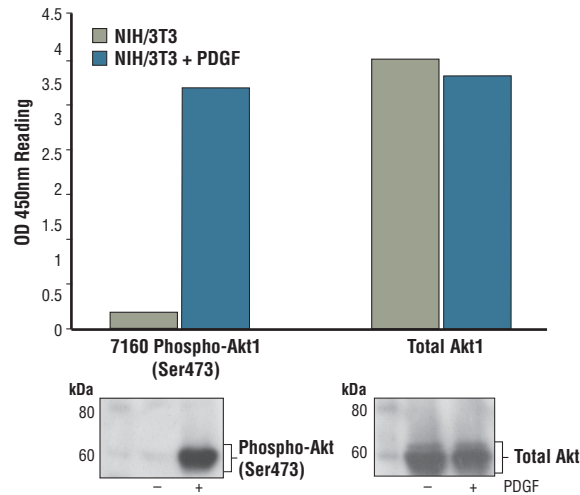 4.5
4
3.5
3
2.5
2
1.5
1
0.5
0
OD 450nm Reading
NIH/3T3
NIH/3T3 + PDGF
7160 Phospho-Akt1
(Ser473)
Total Akt1
kDa
80
60
Phospho-Akt
(Ser473)
– +
kDa
80
60
Total Akt
– + PDGF